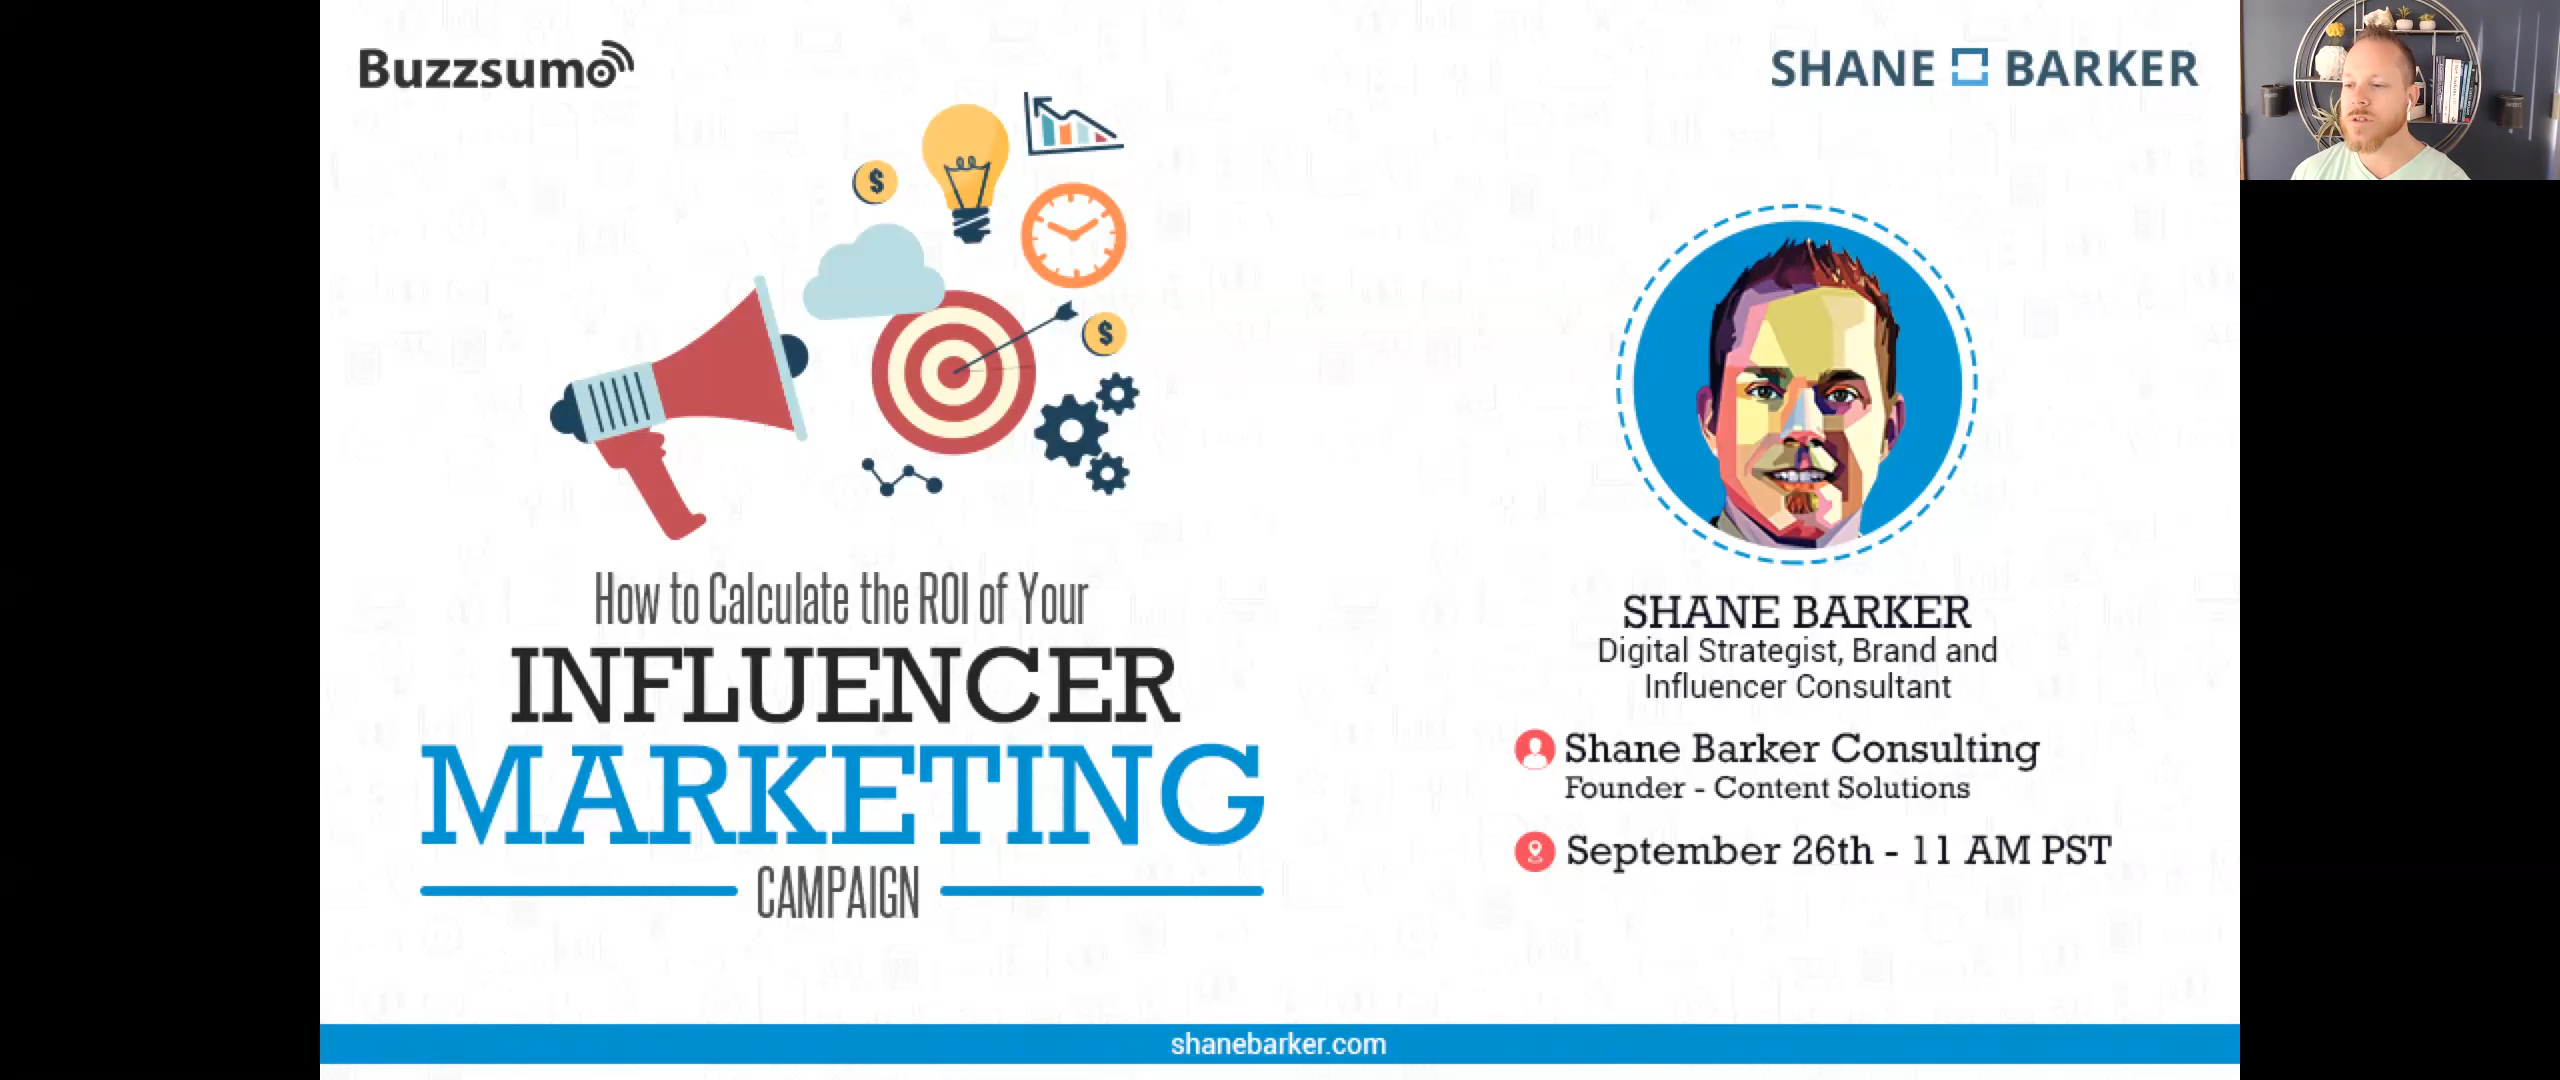 Buzzsumo
SHANE BARKER
How to Calculate the ROI of Your
INFLUENCER
MARKETING
CAMPAIGN
SHANE BARKER
Digital Strategist, Brand and
Influencer Consultant
Shane Barker Consulting
Founder - Content Solutions
September 26th - 11 AM PST
shanebarker.com
$
$